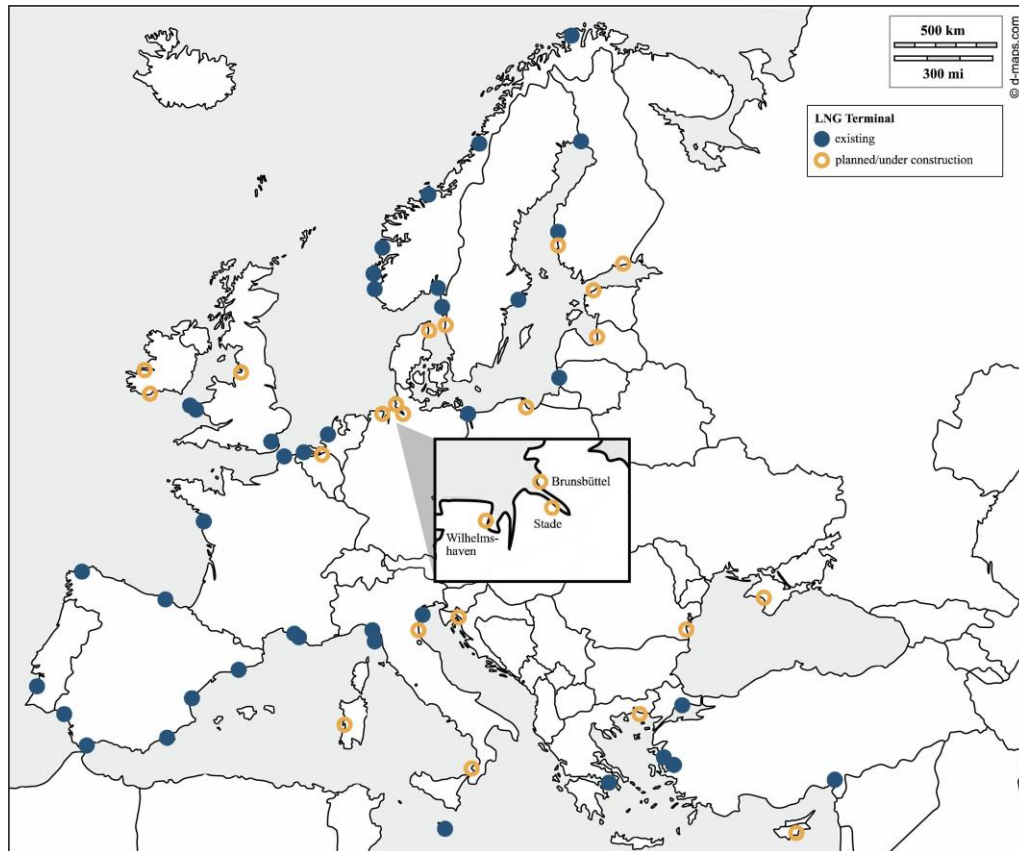 500 km
300 mi
© d-maps.com
LNG Terminal
existing
planned/under construction
Brunsbüttel
Stade
Wilhelms-
haven